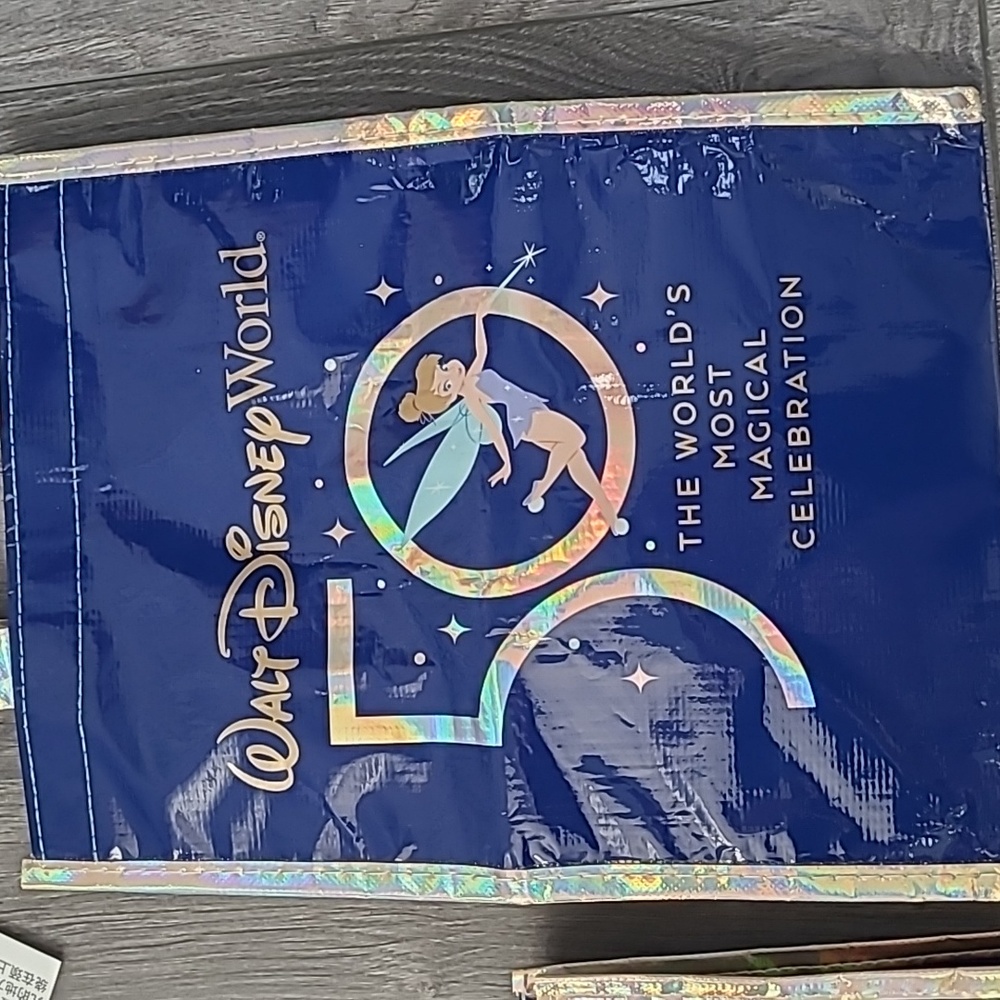 WALT DISNEY World®
50
THE WORLD'S
MOST
MAGICAL
CELEBRATION